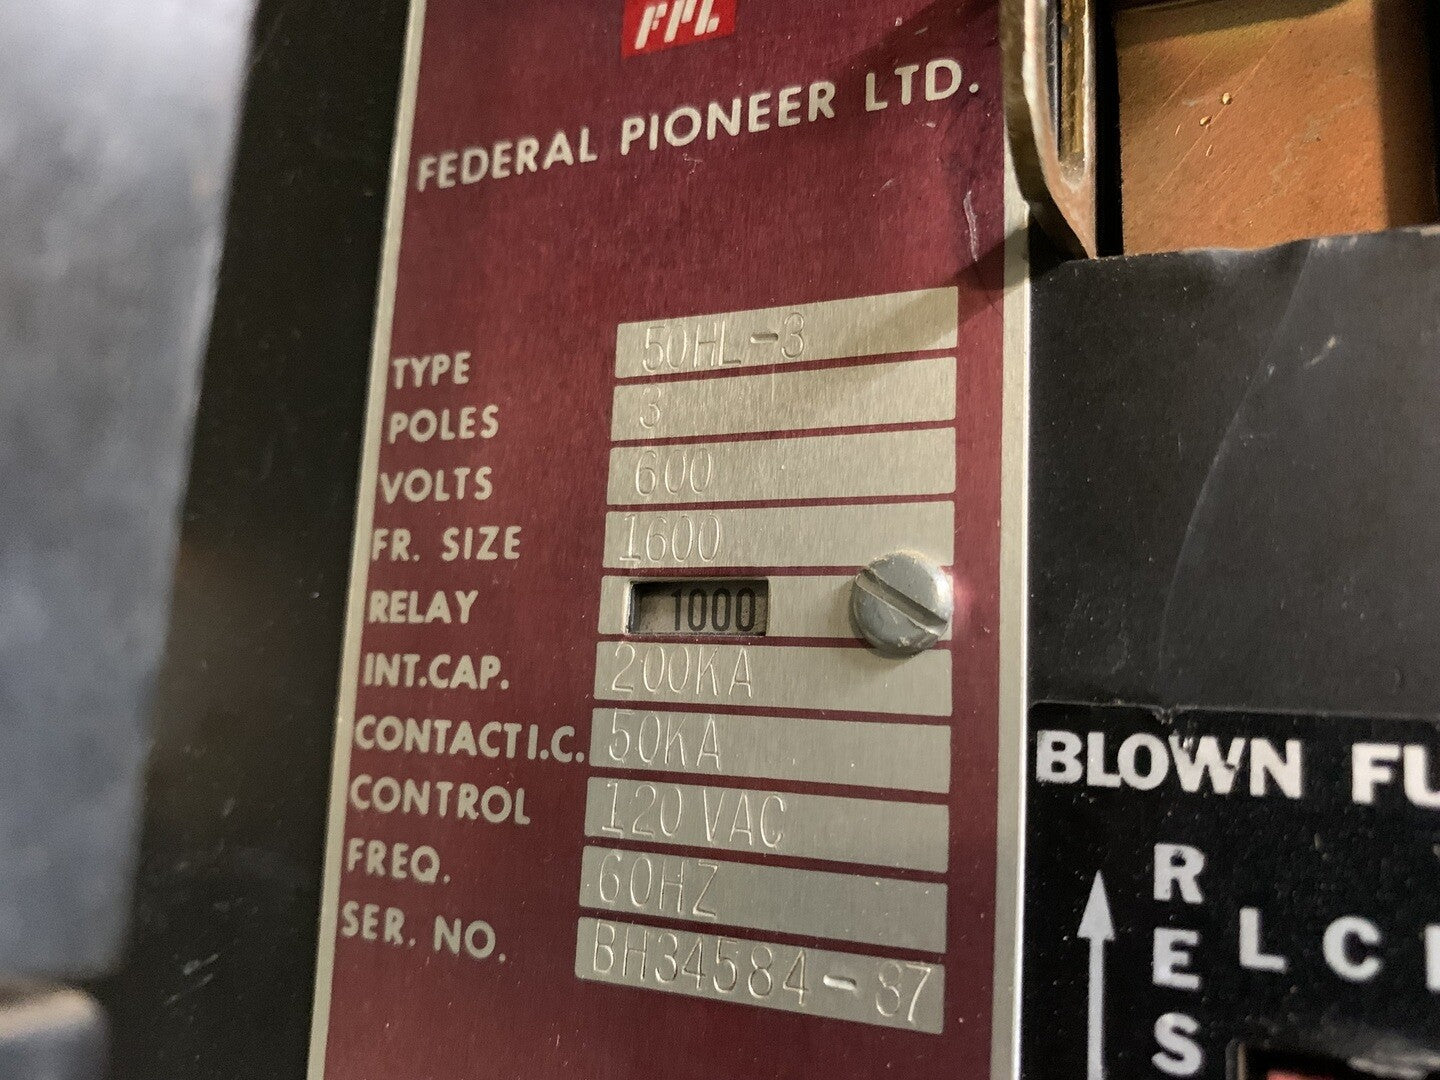 FPL
FEDERAL PIONEER LTD.
TYPE 50HL-3
POLES 3
VOLTS 600
FR. SIZE 1600
RELAY 1000
INT.CAP. 200KA
CONTACT I.C. 50KA
CONTROL 120 VAC
FREQ. 60HZ
SER. NO. BH34584-87
BLOWN FU
R
E
S
LC